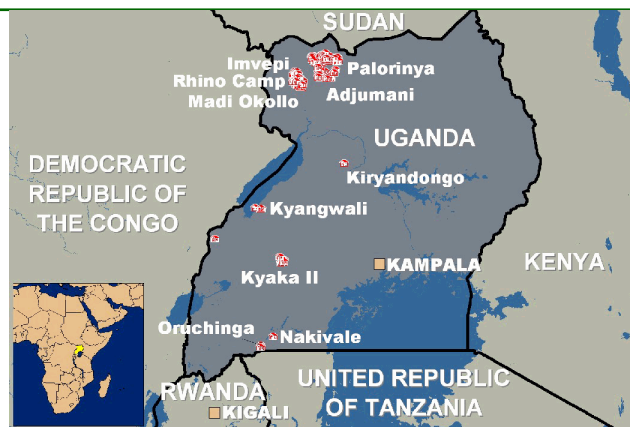 SUDAN
Imvepi
Rhino Camp
Madi Okollo
Palorinya
Adjumani
UGANDA
DEMOCRATIC
REPUBLIC OF
THE CONGO
Kiryandongo
Kyangwali
KENYA
KAMPALA
Kyaka II
Oruchinga
Nakivale
RWANDA
KIGALI
UNITED REPUBLIC
OF TANZANIA